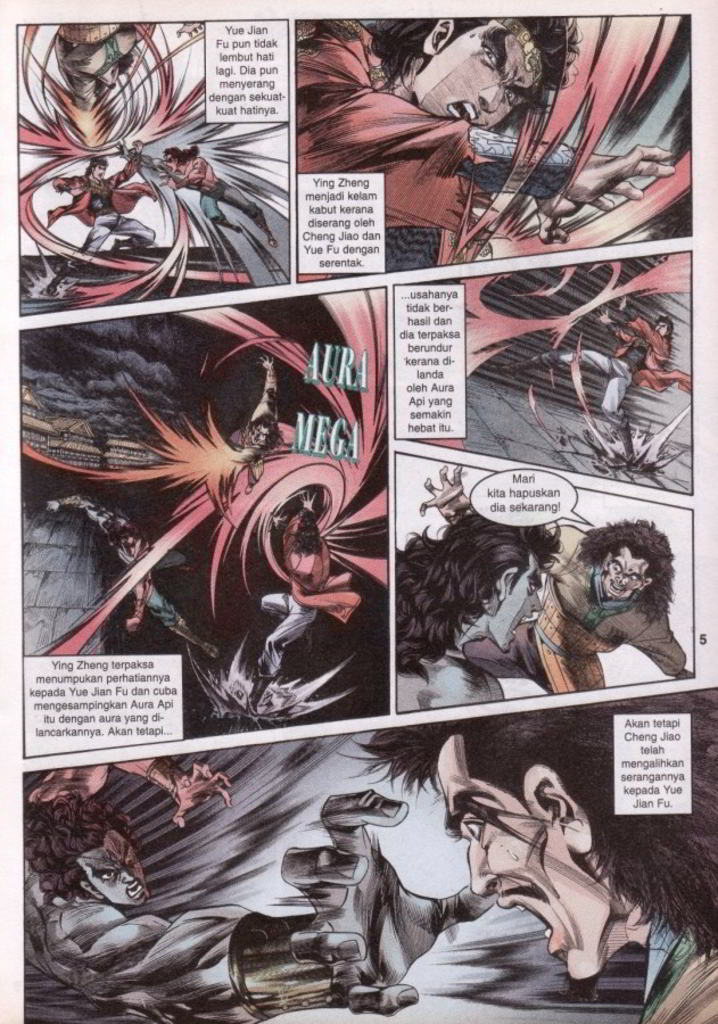 Yue Jian
Fu pun tidak
lembut hati
lagi. Dia pun
menyerang
dengan sekuat-
kuat hatinya.
Ying Zheng
menjadi kelam
kabut kerana
diserang oleh
Cheng Jiao dan
Yue Fu dengan
serentak.
AURA
MEGA
Ying Zheng terpaksa
menumpukan perhatiannya
kepada Yue Jian Fu dan cuba
mengesampingkan Aura Api
itu dengan aura yang di-
lancarkannya. Akan tetapi...
...usahanya
tidak ber-
hasil dan
dia terpaksa
berundur
kerana di-
landa
oleh Aura
Api yang
semakin
hebat itu.
Mari
kita hapuskan
dia sekarang!
5
Akan tetapi
Cheng Jiao
telah
mengalihkan
serangannya
kepada Yue
Jian Fu.